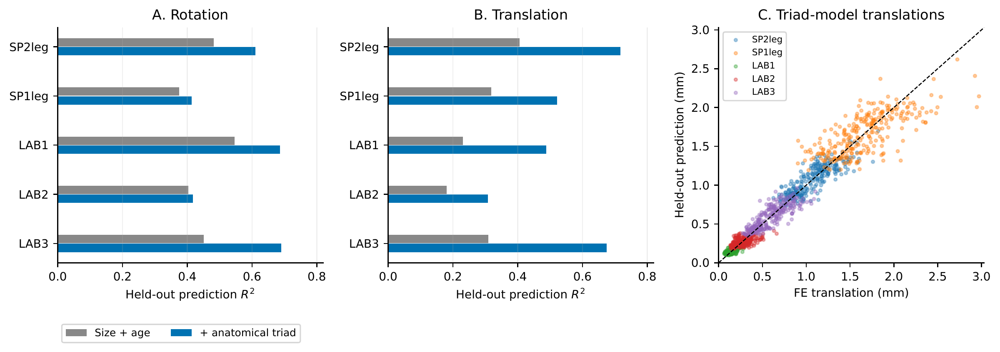 A. Rotation
SP2leg
SP1leg
LAB1
LAB2
LAB3
0.0 0.2 0.4 0.6 0.8
Held-out prediction R²
Size + age
+ anatomical triad
B. Translation
SP2leg
SP1leg
LAB1
LAB2
LAB3
0.0 0.2 0.4 0.6 0.8
Held-out prediction R²
C. Triad-model translations
Held-out prediction (mm)
3.0
2.5
2.0
1.5
1.0
0.5
0.0
SP2leg
SP1leg
LAB1
LAB2
LAB3
0.0 0.5 1.0 1.5 2.0 2.5 3.0
FE translation (mm)